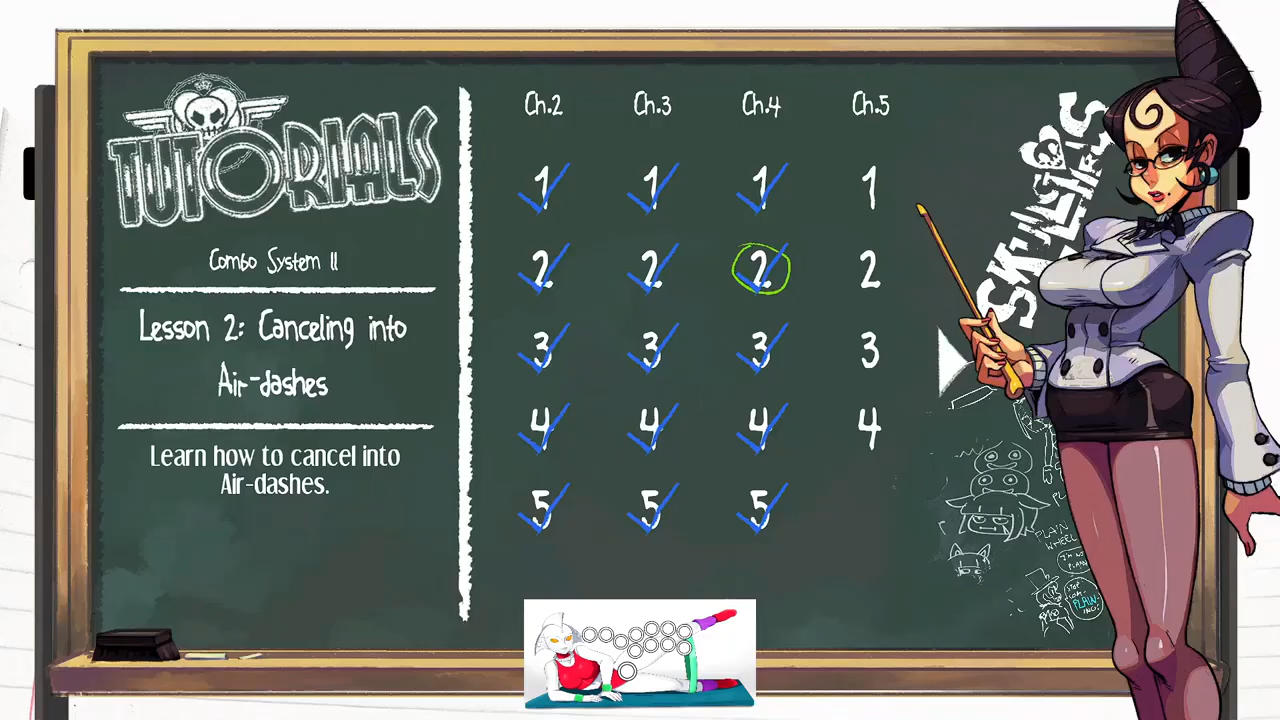 TUTORIALS
Combo System II
Lesson 2: Canceling into
Air-dashes
Learn how to cancel into
Air-dashes.
Ch.2 Ch.3 Ch.4 Ch.5
1 1 1 1
2 2 2 2
3 3 3 3
4 4 4 4
5 5 5
PLAIN
WHEEL